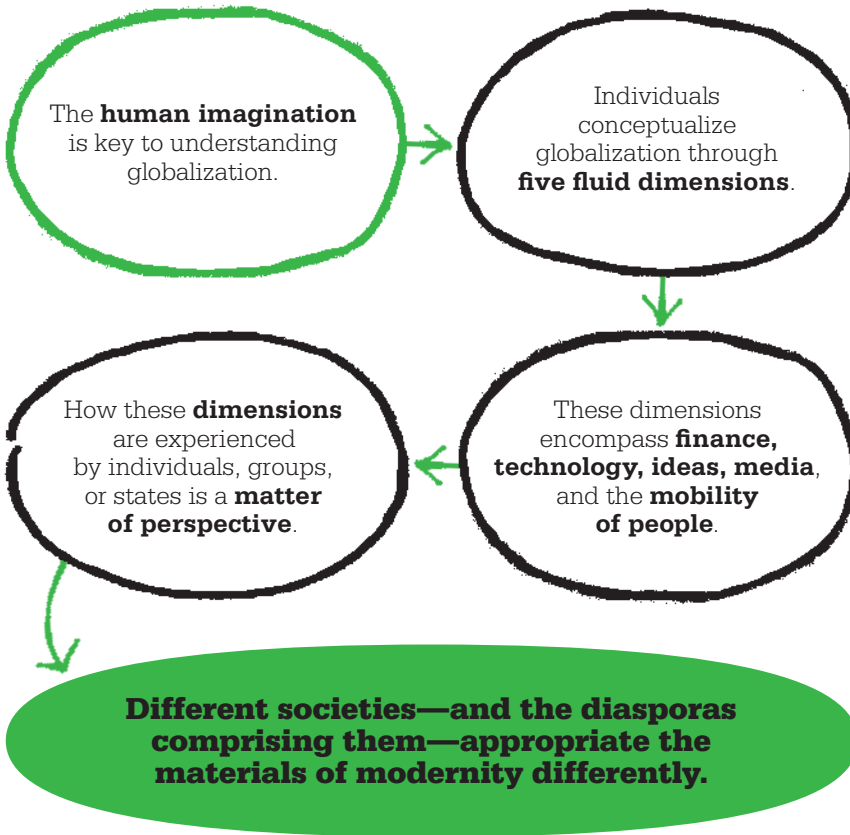 The human imagination
is key to understanding
globalization.
Individuals
conceptualize
globalization through
five fluid dimensions.
These dimensions
encompass finance,
technology, ideas, media,
and the mobility
of people.
How these dimensions
are experienced
by individuals, groups,
or states is a matter
of perspective.
Different societies—and the diasporas
comprising them—appropriate the
materials of modernity differently.